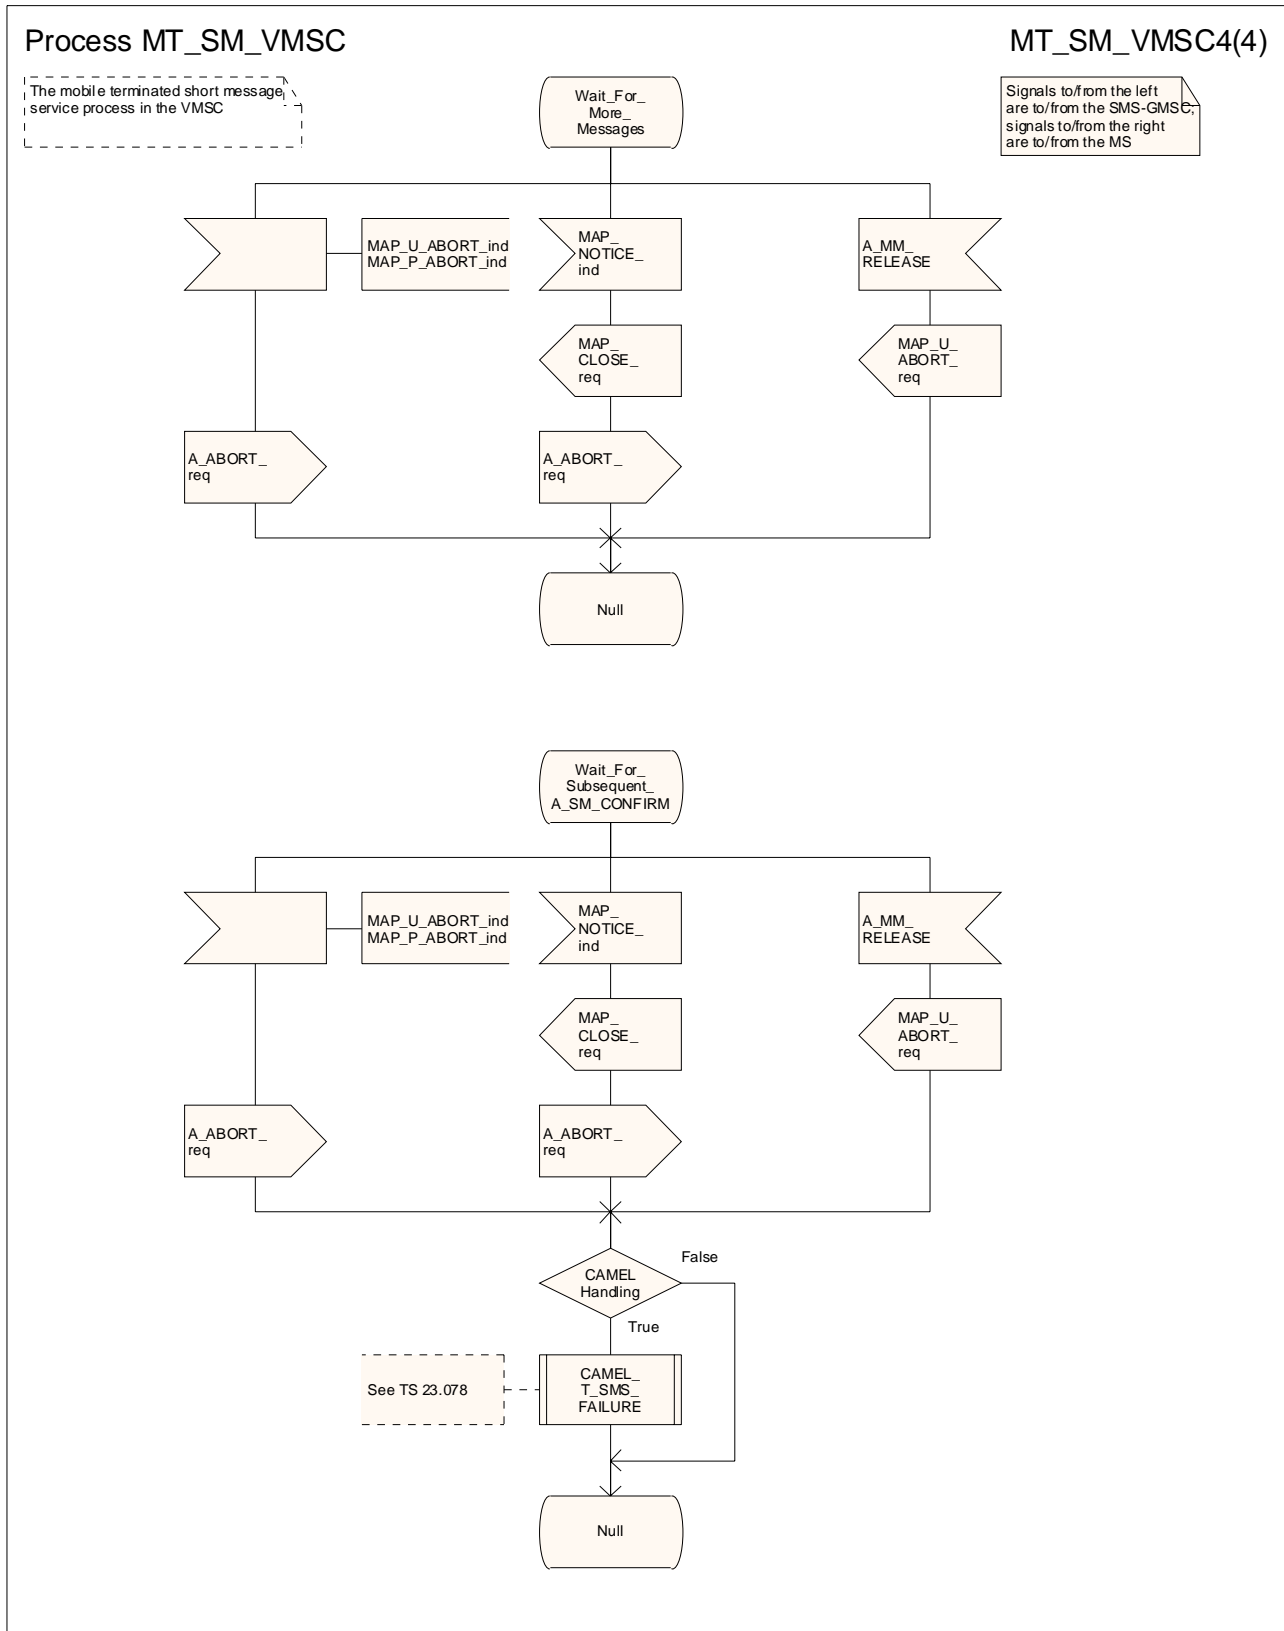 Process MT_SM_VMSC
MT_SM_VMSC4(4)
The mobile terminated short message
service process in the VMSC
Wait_For_
More_
Messages
Signals to/from the left
are to/from the SMS-GMSC;
signals to/from the right
are to/from the MS
MAP_U_ABORT_ind
MAP_P_ABORT_ind
MAP_
NOTICE_
ind
A_MM_
RELEASE
MAP_
CLOSE_
req
MAP_U_
ABORT_
req
A_ABORT_
req
A_ABORT_
req
Null
Wait_For_
Subsequent_
A_SM_CONFIRM
MAP_U_ABORT_ind
MAP_P_ABORT_ind
MAP_
NOTICE_
ind
A_MM_
RELEASE
MAP_
CLOSE_
req
MAP_U_
ABORT_
req
A_ABORT_
req
A_ABORT_
req
False
CAMEL
Handling
True
See TS 23.078
CAMEL_
T_SMS_
FAILURE
Null